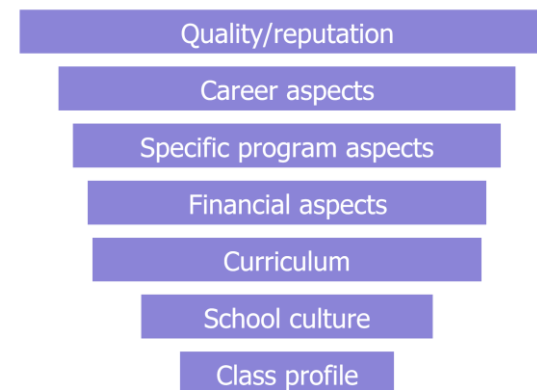 Quality/reputation
Career aspects
Specific program aspects
Financial aspects
Curriculum
School culture
Class profile